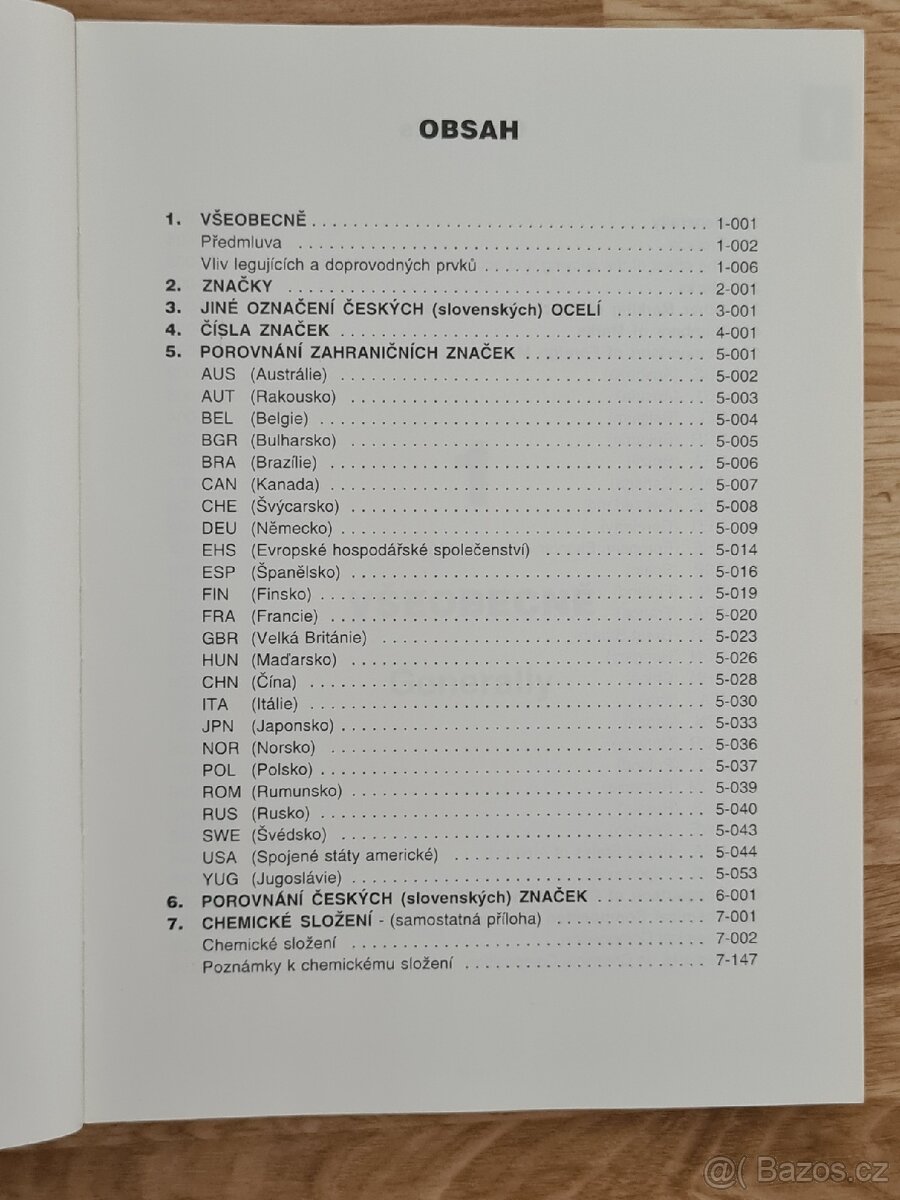 OBSAH
1. VŠEOBECNĚ 1-001
Předmluva 1-002
Vliv legujících a doprovodných prvků 1-006
2. ZNAČKY 2-001
3. JINÉ OZNAČENÍ ČESKÝCH (slovenských) OCELÍ 3-001
4. ČÍSLA ZNAČEK 4-001
5. POROVNÁNÍ ZAHRANIČNÍCH ZNAČEK 5-001
AUS (Austrálie) 5-002
AUT (Rakousko) 5-003
BEL (Belgie) 5-004
BGR (Bulharsko) 5-005
BRA (Brazílie) 5-006
CAN (Kanada) 5-007
CHE (Švýcarsko) 5-008
DEU (Německo) 5-009
EHS (Evropské hospodářské společenství) 5-014
ESP (Španělsko) 5-016
FIN (Finsko) 5-019
FRA (Francie) 5-020
GBR (Velká Británie) 5-023
HUN (Maďarsko) 5-026
CHN (Čína) 5-028
ITA (Itálie) 5-030
JPN (Japonsko) 5-033
NOR (Norsko) 5-036
POL (Polsko) 5-037
ROM (Rumunsko) 5-039
RUS (Rusko) 5-040
SWE (Švédsko) 5-043
USA (Spojené státy americké) 5-044
YUG (Jugoslávie) 5-053
6. POROVNÁNÍ ČESKÝCH (slovenských) ZNAČEK 6-001
7. CHEMICKÉ SLOŽENÍ - (samostatná příloha) 7-001
Chemické složení 7-002
Poznámky k chemickému složení 7-147
@( Bazos.cz